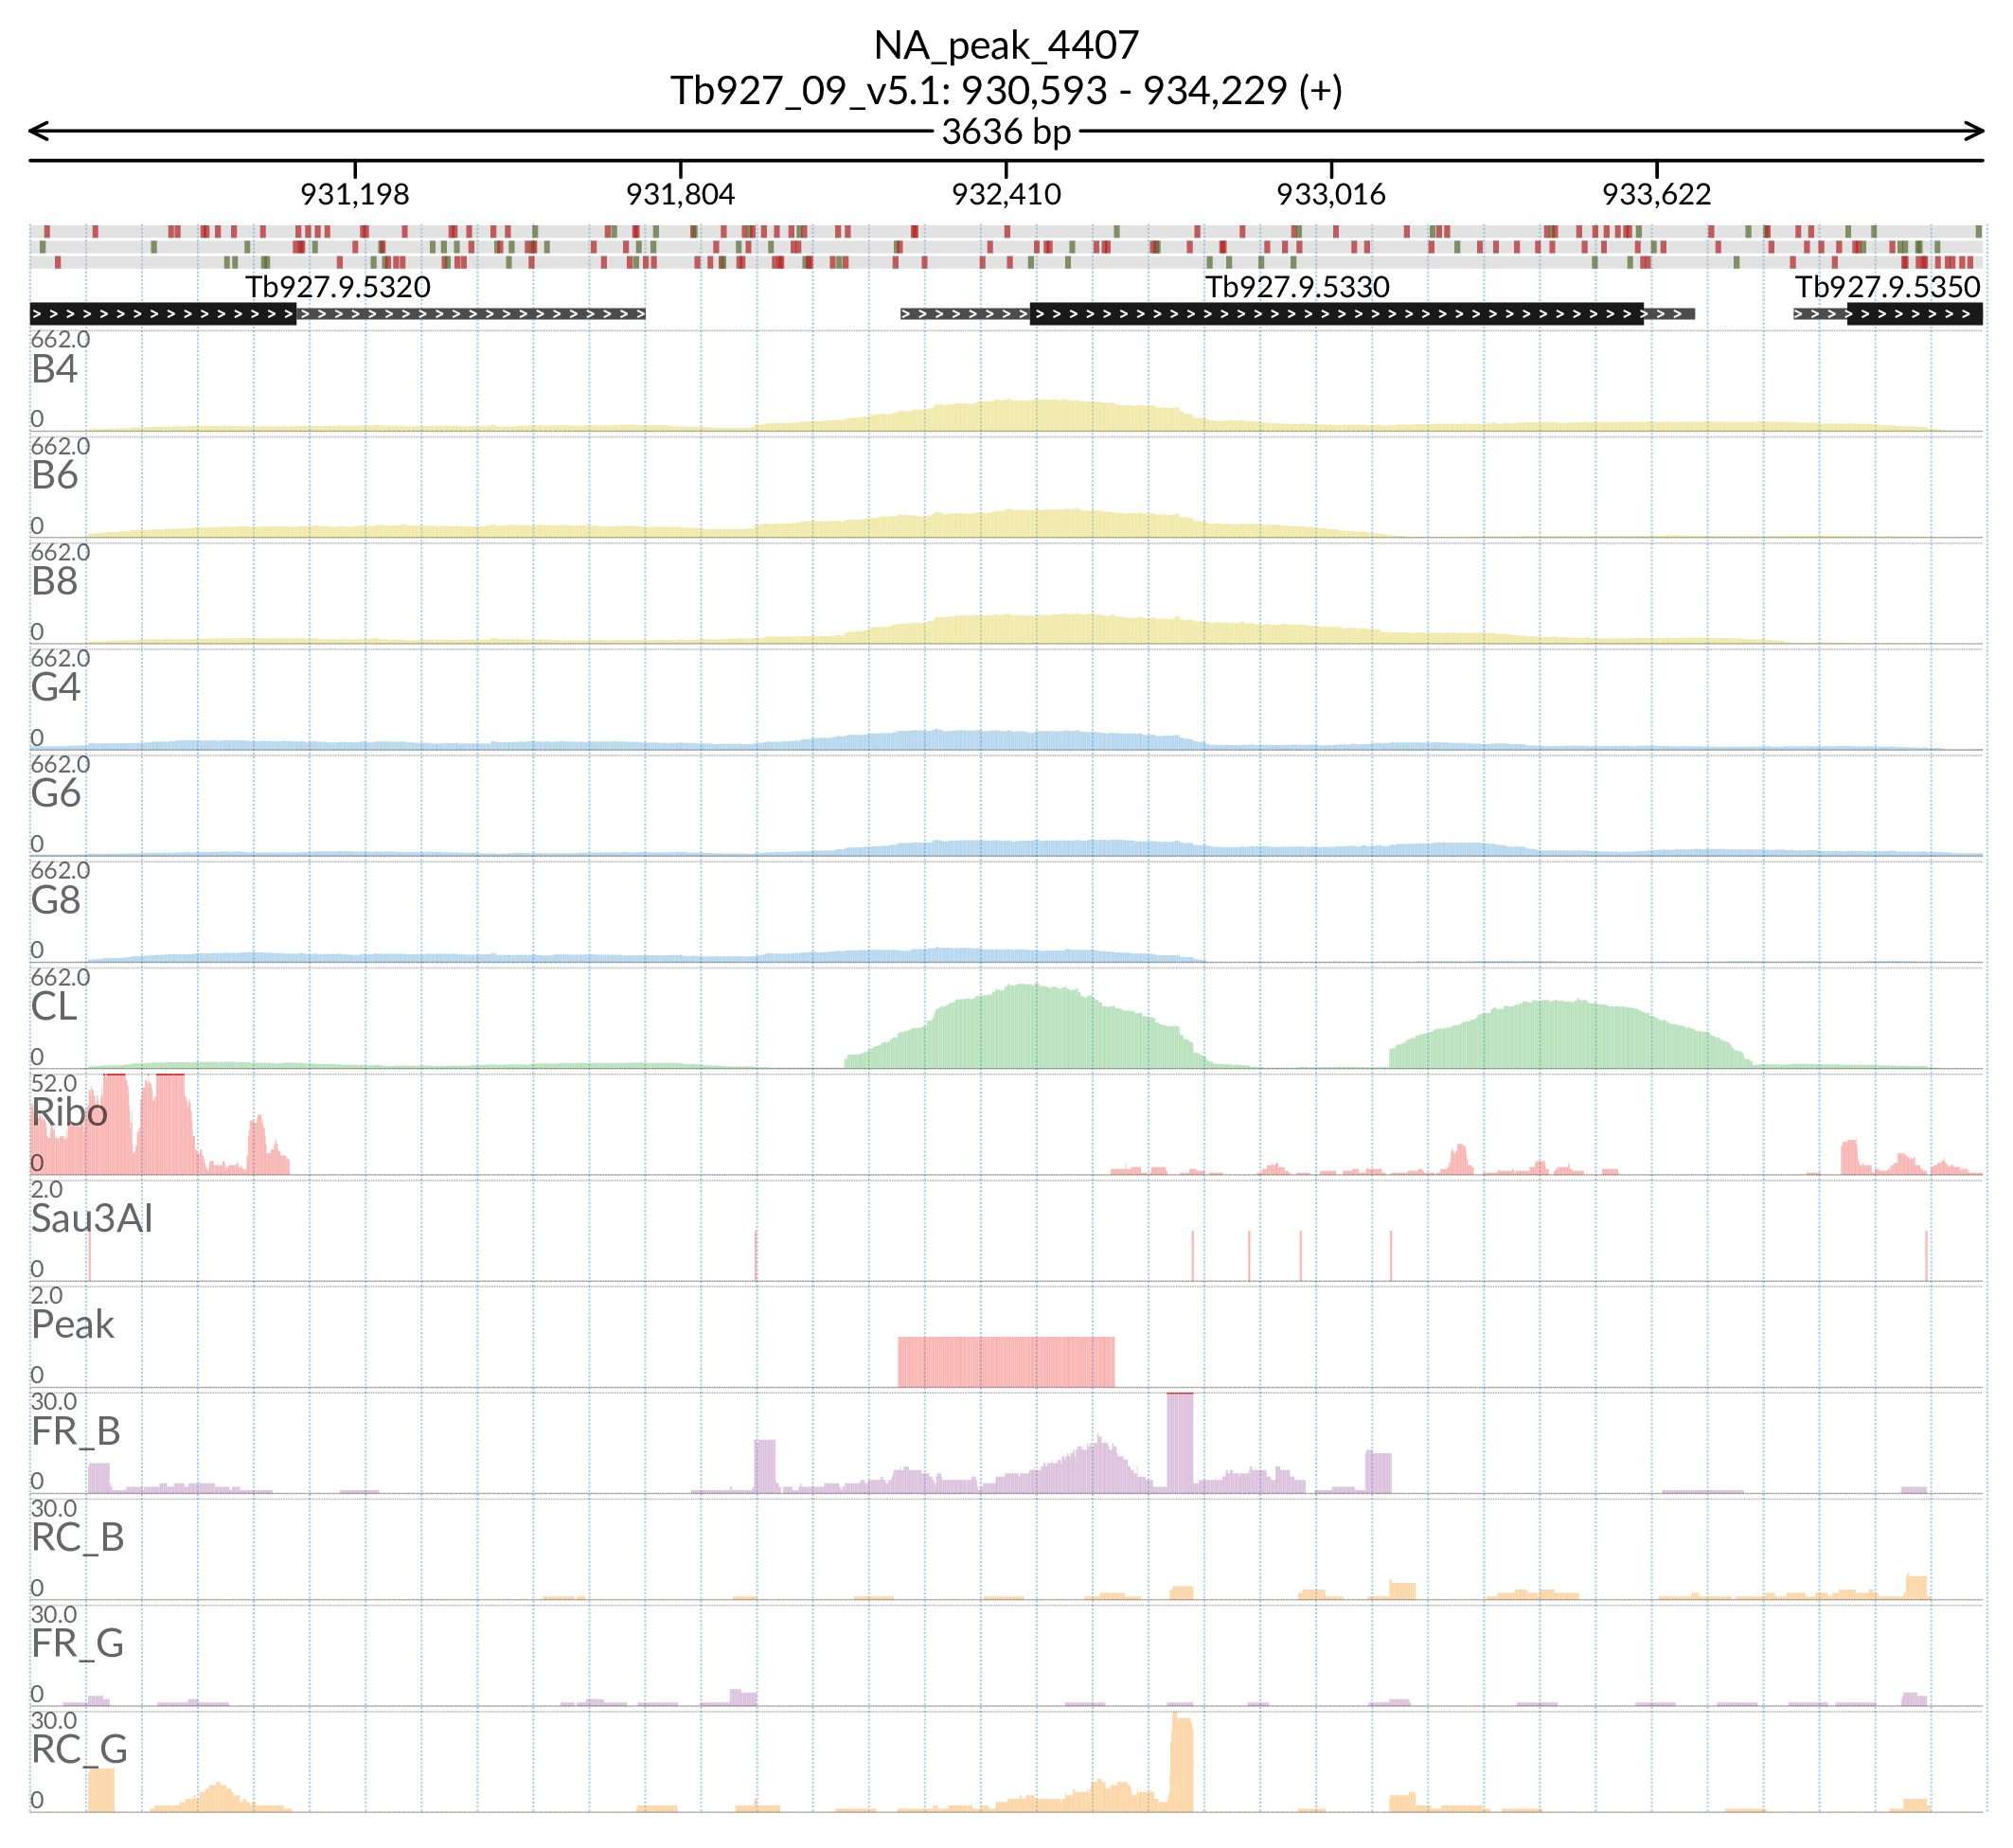 NA_peak_4407
Tb927_09_v5.1: 930,593 - 934,229 (+)
3636 bp
931,198 931,804 932,410 933,016 933,622
Tb927.9.5320 Tb927.9.5330 Tb927.9.5350
662.0
B4
0
662.0
B6
0
662.0
B8
0
662.0
G4
0
662.0
G6
0
662.0
G8
0
662.0
CL
0
52.0
Ribo
0
2.0
Sau3AI
0
2.0
Peak
0
30.0
FR_B
0
30.0
RC_B
0
30.0
FR_G
0
30.0
RC_G
0